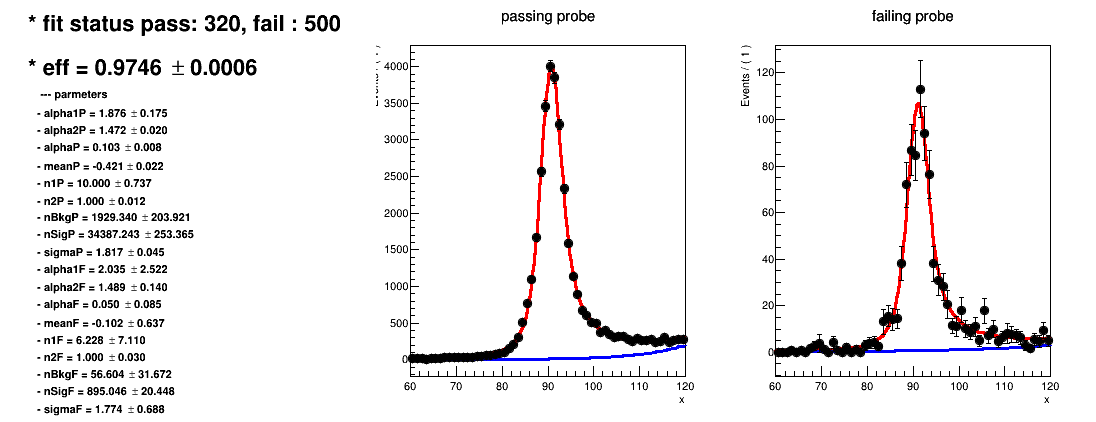 * fit status pass: 320, fail : 500
* eff = 0.9746 ± 0.0006
--- parmeters
- alpha1P = 1.876 ± 0.175
- alpha2P = 1.472 ± 0.020
- alphaP = 0.103 ± 0.008
- meanP = -0.421 ± 0.022
- n1P = 10.000 ± 0.737
- n2P = 1.000 ± 0.012
- nBkgP = 1929.340 ± 203.921
- nSigP = 34387.243 ± 253.365
- sigmaP = 1.817 ± 0.045
- alpha1F = 2.035 ± 2.522
- alpha2F = 1.489 ± 0.140
- alphaF = 0.050 ± 0.085
- meanF = -0.102 ± 0.637
- n1F = 6.228 ± 7.110
- n2F = 1.000 ± 0.030
- nBkgF = 56.604 ± 31.672
- nSigF = 895.046 ± 20.448
- sigmaF = 1.774 ± 0.688
passing probe
4000
3500
3000
2500
2000
1500
1000
500
0
60 70 80 90 100 110 120
x
failing probe
Events / ( 1 )
120
100
80
60
40
20
0
60 70 80 90 100 110 120
x